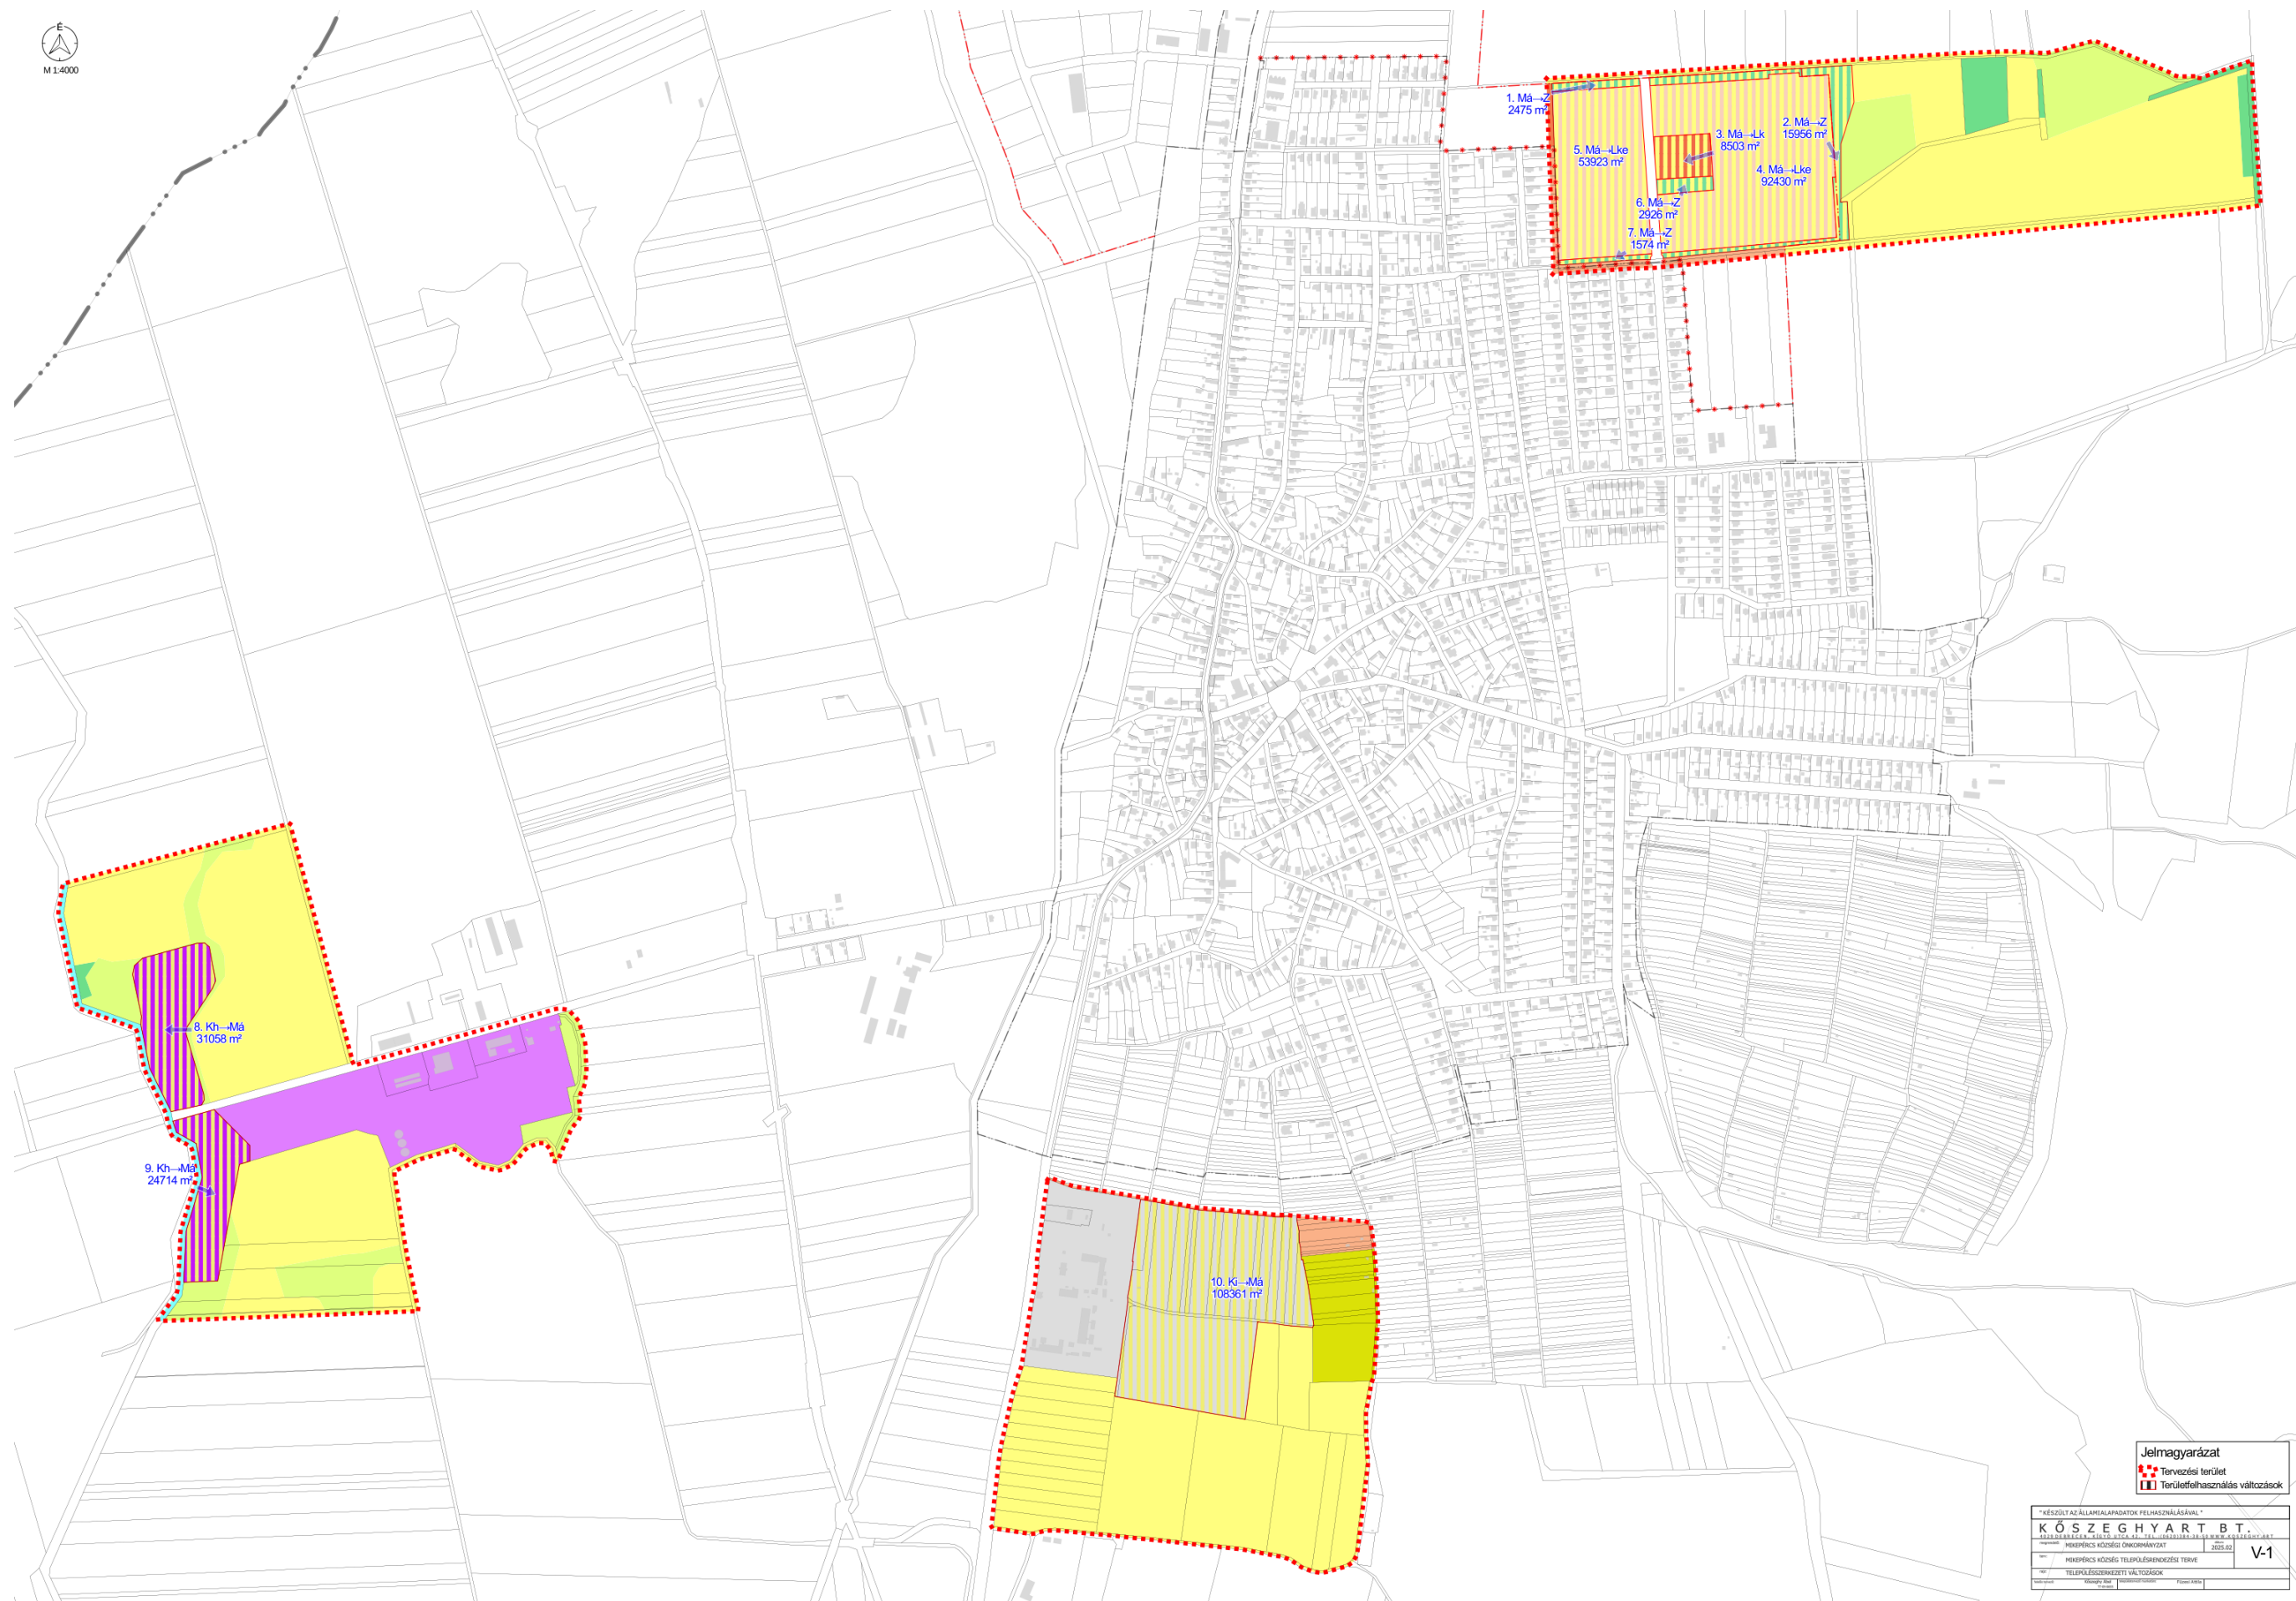 É
M 1:4000
1. Má→Z
2475 m²
2. Má→Z
15956 m²
3. Má→Lk
8503 m²
5. Má→Lke
53923 m²
4. Má→Lke
92430 m²
6. Má→Z
2926 m²
7. Má→Z
1574 m²
8. Kh→Má
31058 m²
9. Kh→Má
24714 m²
10. Ki→Má
108361 m²
Jelmagyarázat
Tervezési terület
Területfelhasználás változások
"KÉSZÜLT AZ ÁLLAMI ALAPADATOK FELHASZNÁLÁSÁVAL"
KŐSZEGHYART BT.
MIKEPÉRCS KÖZSÉGI ÖNKORMÁNYZAT
2025.02
V-1
MIKEPÉRCS KÖZSÉG TELEPÜLÉSRENDEZÉSI TERVE
TELEPÜLÉSSZERKEZETI VÁLTOZÁSOK